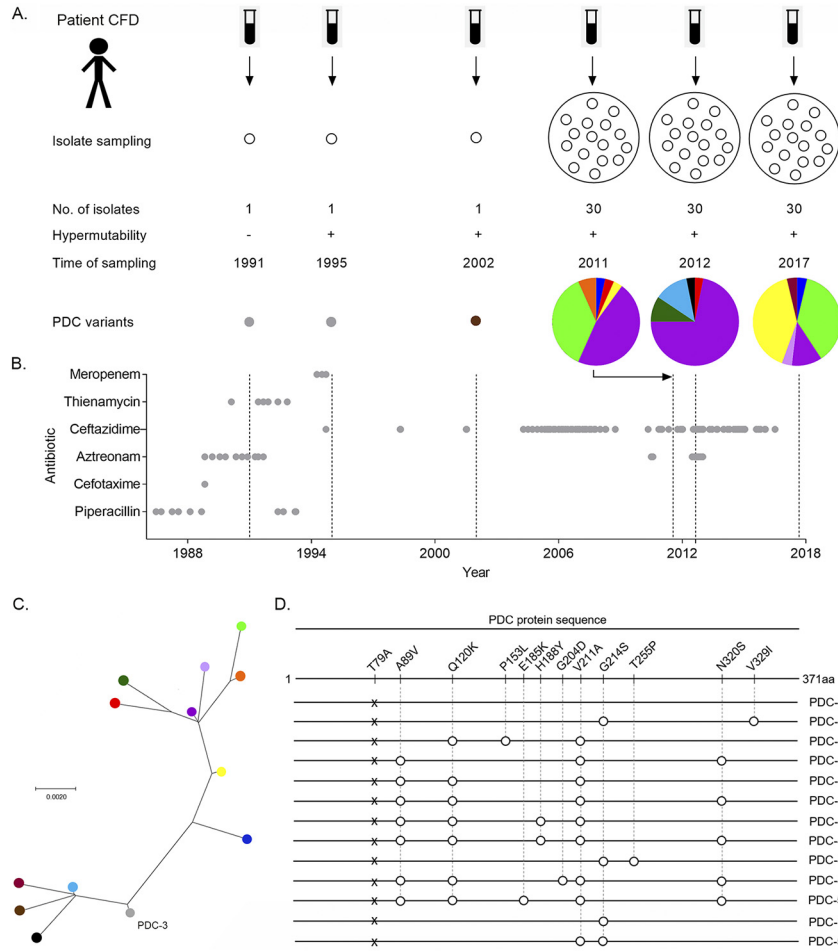 A.
Patient CFD
Isolate sampling
No. of isolates 1 1 1 30 30 30
Hypermutability - + + + + +
Time of sampling 1991 1995 2002 2011 2012 2017
PDC variants
B.
Antibiotic
Meropenem
Thienamycin
Ceftazidime
Aztreonam
Cefotaxime
Piperacillin
1988 1994 2000 2006 2012 2018
Year
C.
0.0020
PDC-3
D.
PDC protein sequence
T79A A89V Q120K P153L E185K H188Y G204D V211A G214S T255P N320S V329I
1 371aa
x PDC-
x PDC-
x PDC-
x PDC-
x PDC-
x PDC-
x PDC-
x PDC-
x PDC-
x PDC-
x PDC-
x PDC-
x PDC-